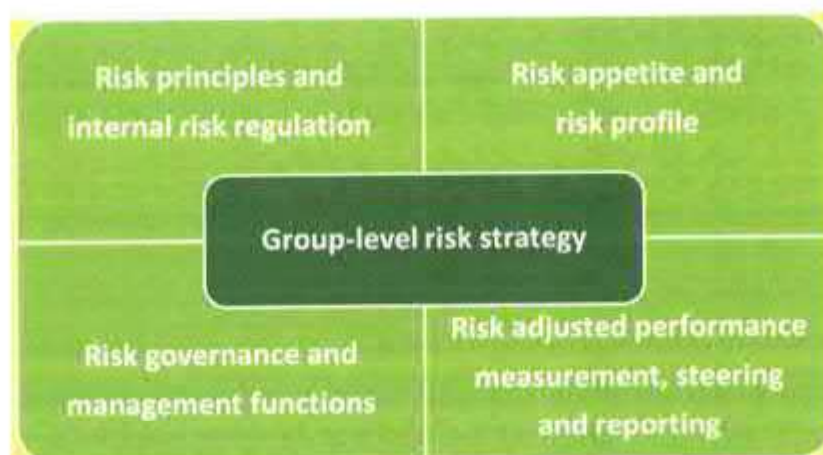 Risk principles and
internal risk regulation
Risk appetite and
risk profile
Group-level risk strategy
Risk governance and
management functions
Risk adjusted performance
measurement, steering
and reporting